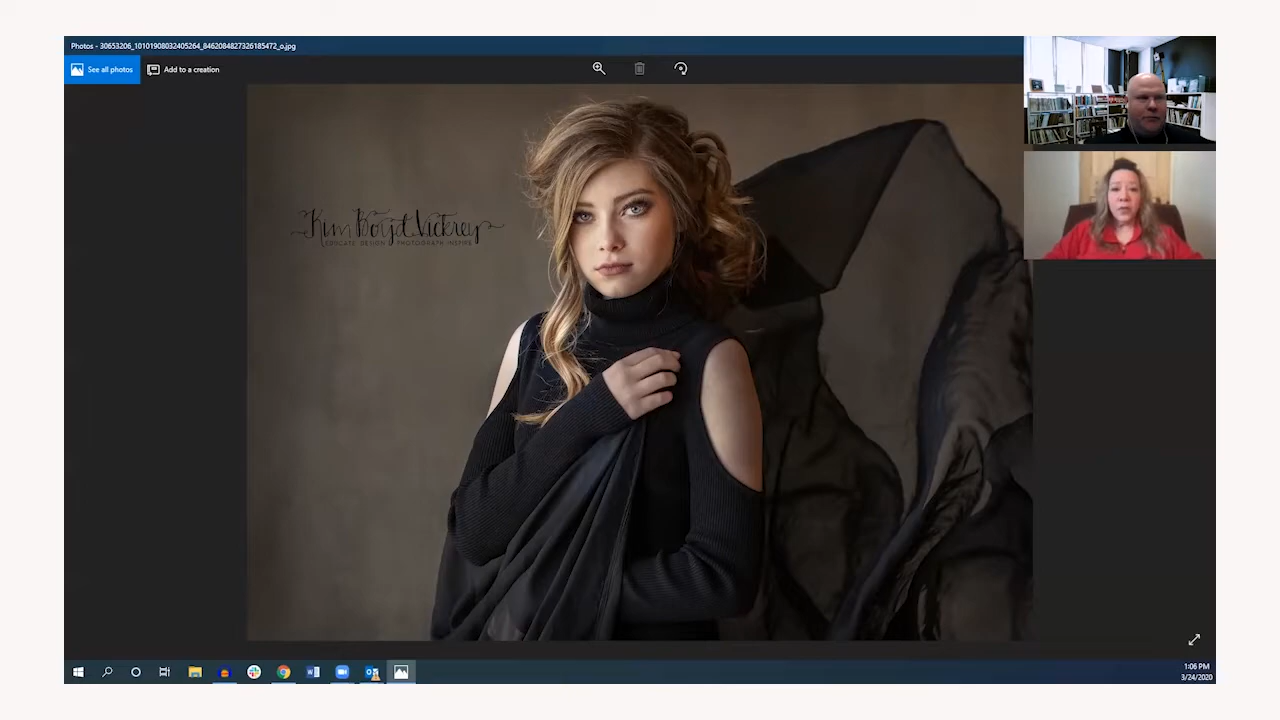 Photos - 30653206_10101908032405264_8462084827326185472_o.jpg
See all photos
Add to a creation
Kim Boyd Vickrey
EDUCATE DESIGN PHOTOGRAPH INSPIRE
1:06 PM
3/24/2020